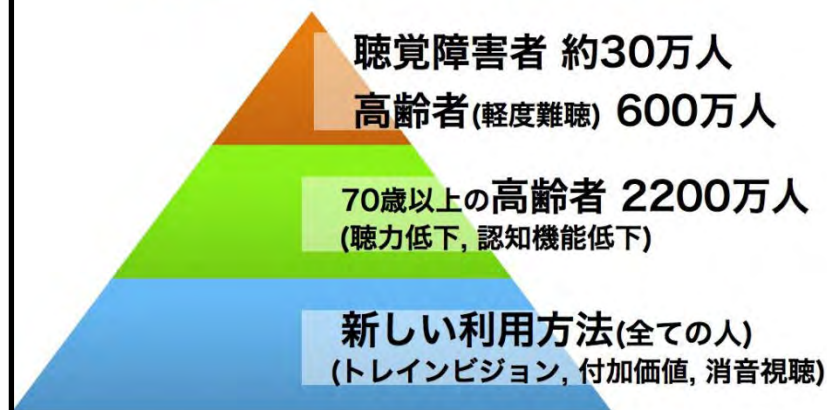 聴覚障害者 約30万人
高齢者(軽度難聴) 600万人
70歳以上の高齢者 2200万人
(聴力低下, 認知機能低下)
新しい利用方法(全ての人)
(トレインビジョン, 付加価値, 消音視聴)